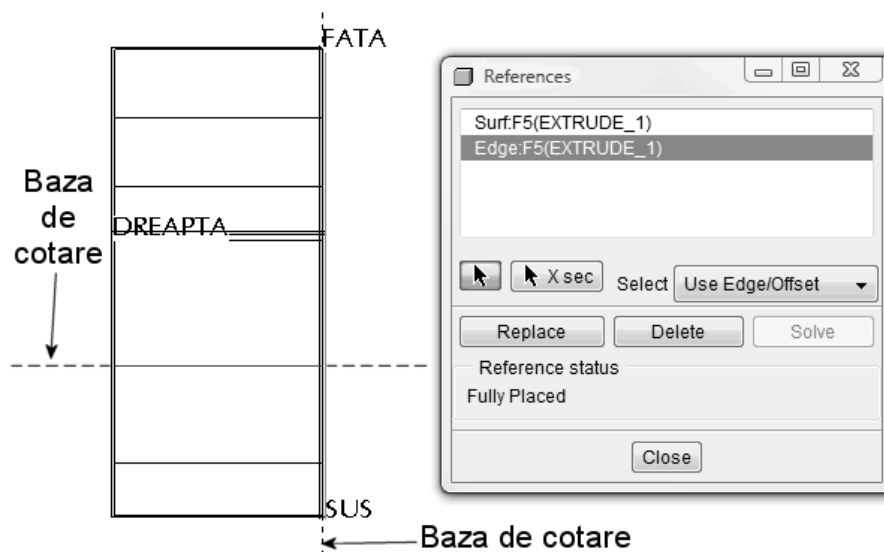 FATA
Baza
de
cotare
DREAPTA
SUS
Baza de cotare
References
Surf:F5(EXTRUDE_1)
Edge:F5(EXTRUDE_1)
X sec
Select
Use Edge/Offset
Replace
Delete
Solve
Reference status
Fully Placed
Close